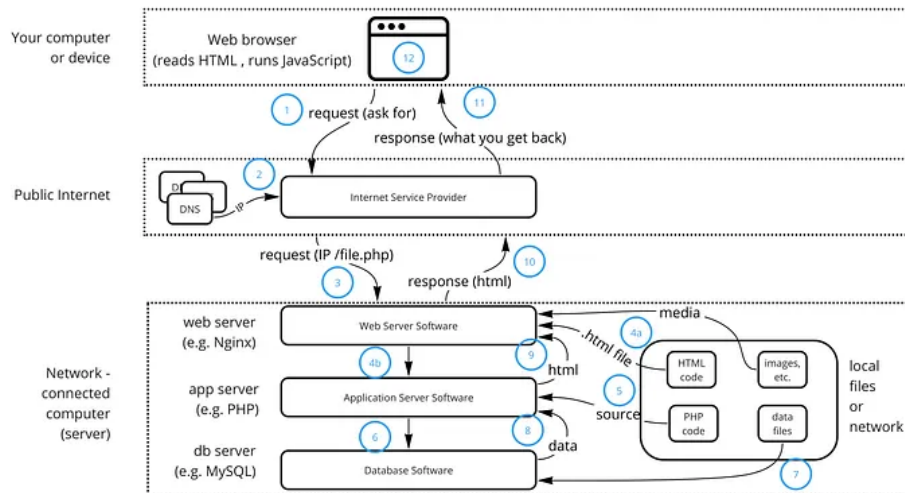 Your computer
or device
Web browser
(reads HTML , runs JavaScript)
12
1
request (ask for)
11
response (what you get back)
Public Internet
DNS
IP
2
Internet Service Provider
request (IP /file.php)
3
response (html)
10
Network -
connected
computer
(server)
web server
(e.g. Nginx)
Web Server Software
media
4a
.html file
4b
9
html
HTML
code
images,
etc.
local
files
or
network
app server
(e.g. PHP)
Application Server Software
5
source
PHP
code
data
files
6
8
data
db server
(e.g. MySQL)
Database Software
7